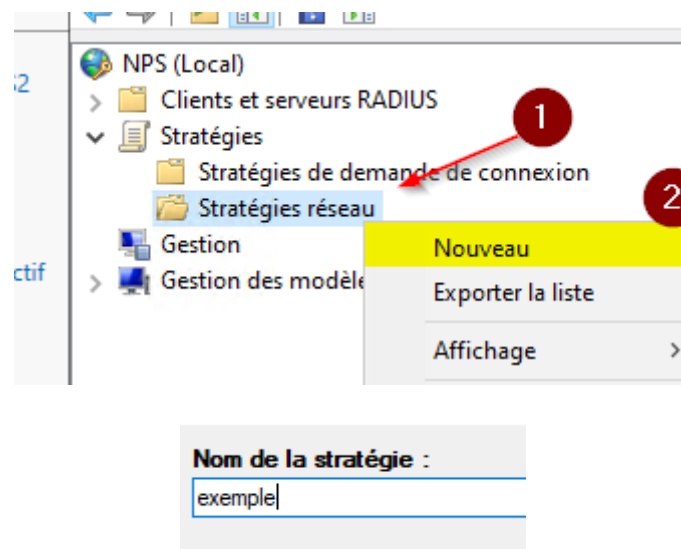 NPS (Local)
Clients et serveurs RADIUS
1
Stratégies
Stratégies de demande de connexion
Stratégies réseau
2
Gestion
Nouveau
ctif
Gestion des modèle
Exporter la liste
Affichage
Nom de la stratégie :
exemple